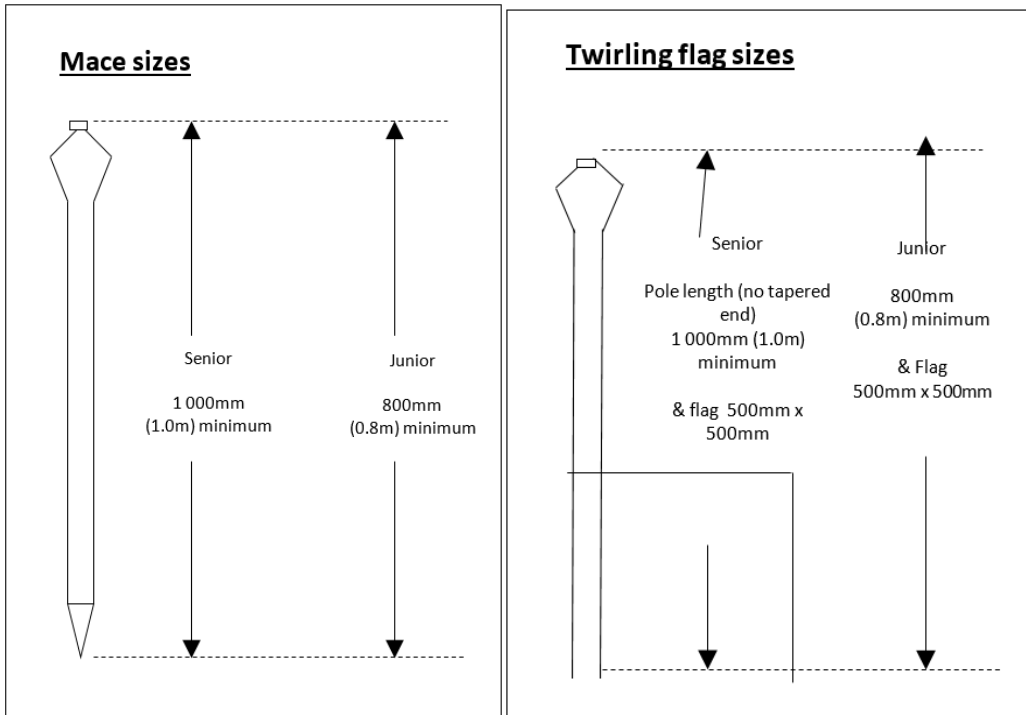 Mace sizes
Senior
1 000mm
(1.0m) minimum
Junior
800mm
(0.8m) minimum
Twirling flag sizes
Senior
Pole length (no tapered
end)
1 000mm (1.0m)
minimum
& flag 500mm x
500mm
Junior
800mm
(0.8m) minimum
& Flag
500mm x 500mm